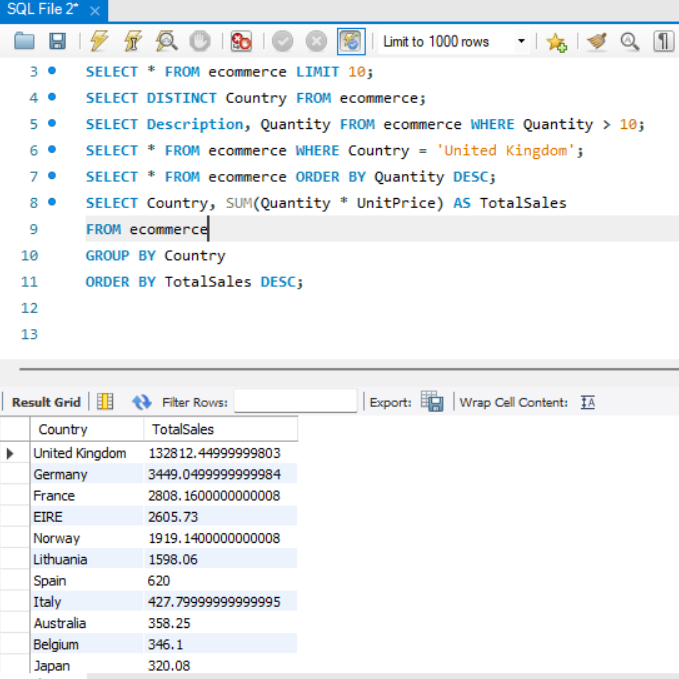 SQL File 2*
Limit to 1000 rows
3 SELECT * FROM ecommerce LIMIT 10;
4 SELECT DISTINCT Country FROM ecommerce;
5 SELECT Description, Quantity FROM ecommerce WHERE Quantity > 10;
6 SELECT * FROM ecommerce WHERE Country = 'United Kingdom';
7 SELECT * FROM ecommerce ORDER BY Quantity DESC;
8 SELECT Country, SUM(Quantity * UnitPrice) AS TotalSales
9 FROM ecommerce
10 GROUP BY Country
11 ORDER BY TotalSales DESC;
12
13
Result Grid Filter Rows: Export: Wrap Cell Content: IA
Country TotalSales
United Kingdom 132812.44999999803
Germany 3449.0499999999984
France 2808.1600000000008
EIRE 2605.73
Norway 1919.1400000000008
Lithuania 1598.06
Spain 620
Italy 427.79999999999995
Australia 358.25
Belgium 346.1
Japan 320.08